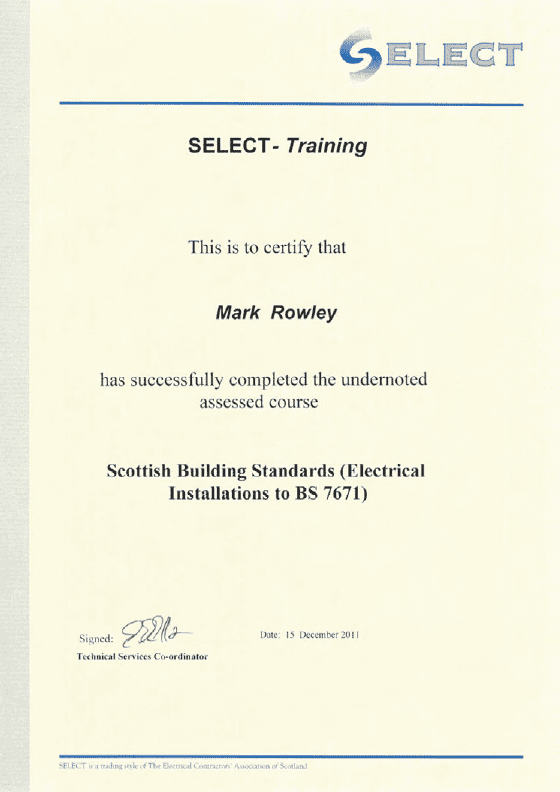 SELECT
SELECT - Training
This is to certify that
Mark Rowley
has successfully completed the undernoted
assessed course
Scottish Building Standards (Electrical
Installations to BS 7671)
Signed:
Date: 15 December 2011
Technical Services Co-ordinator
SELECT is a trading style of The Electrical Contractors' Association of Scotland